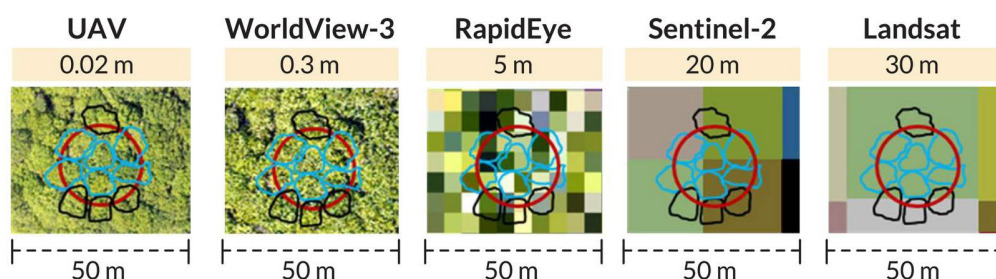 UAV WorldView-3 RapidEye Sentinel-2 Landsat
0.02 m 0.3 m 5 m 20 m 30 m
50 m 50 m 50 m 50 m 50 m